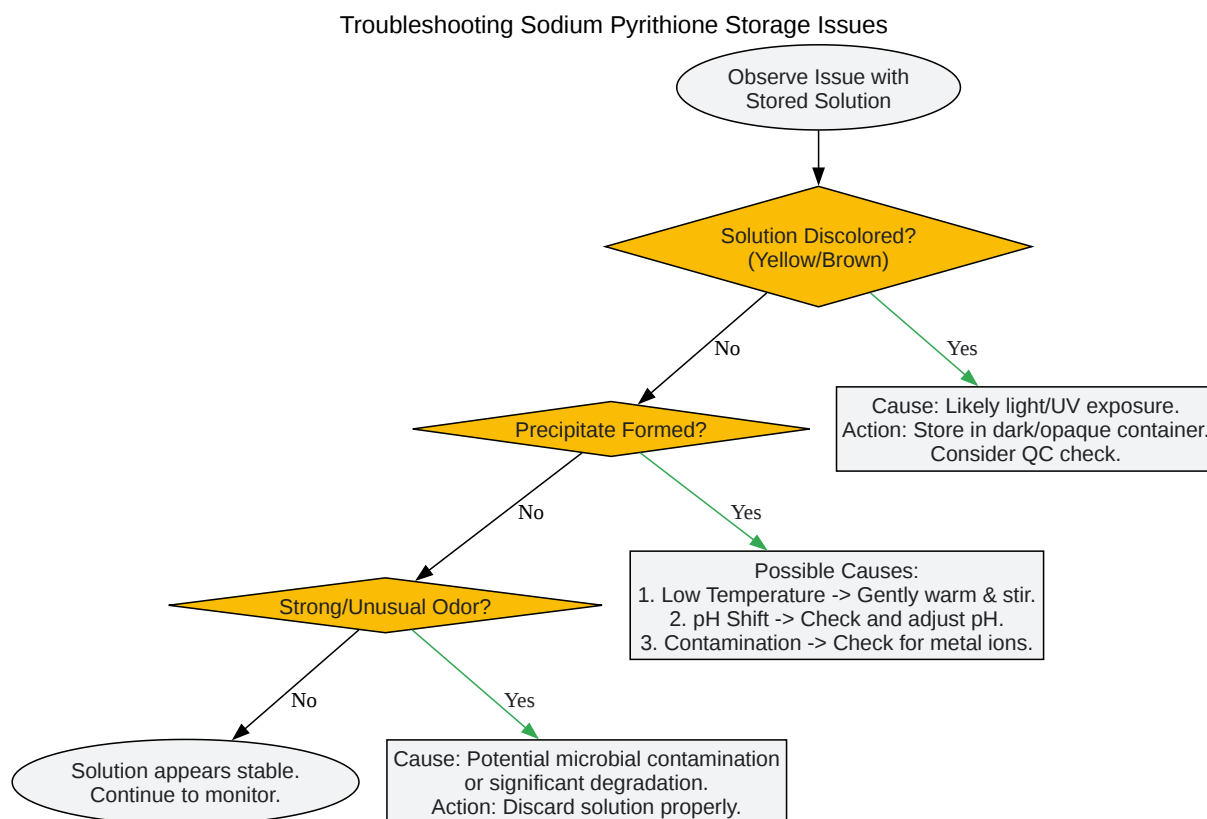 Troubleshooting Sodium Pyrithione Storage Issues
Observe Issue with
Stored Solution
Solution Discolored?
(Yellow/Brown)
No
Yes
Cause: Likely light/UV exposure.
Action: Store in dark/opaque container.
Consider QC check.
Precipitate Formed?
No
Yes
Possible Causes:
1. Low Temperature -> Gently warm & stir.
2. pH Shift -> Check and adjust pH.
3. Contamination -> Check for metal ions.
Strong/Unusual Odor?
No
Yes
Solution appears stable.
Continue to monitor.
Cause: Potential microbial contamination
or significant degradation.
Action: Discard solution properly.